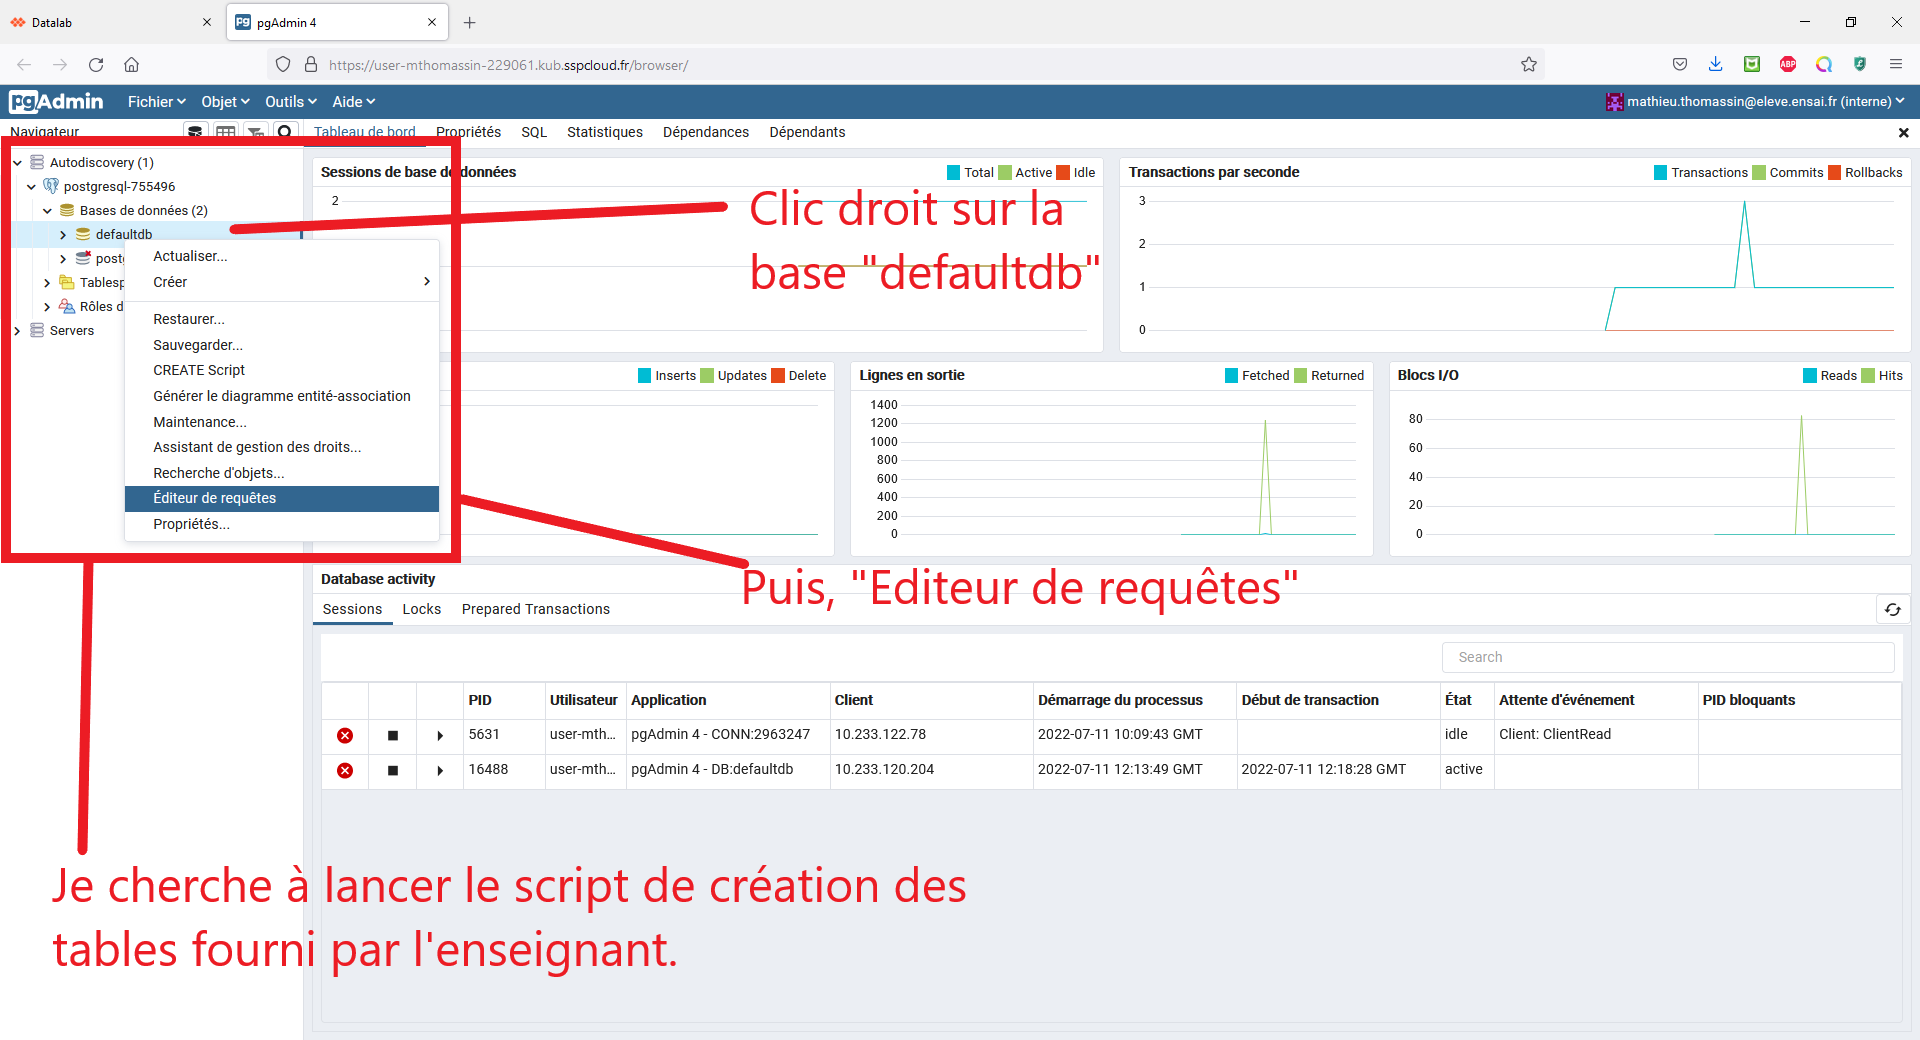 Datalab
pgAdmin 4
https://user-mthomassin-229061.kub.sspcloud.fr/browser/
pgAdmin
Fichier
Objet
Outils
Aide
mathieu.thomassin@eleve.ensai.fr (interne)
Navigateur
Tableau de bord
Propriétés
SQL
Statistiques
Dépendances
Dépendants
Autodiscovery (1)
postgresql-755496
Bases de données (2)
defaultdb
postg
Tablesp
Rôles d
Servers
Actualiser...
Créer
Restaurer...
Sauvegarder...
CREATE Script
Générer le diagramme entité-association
Maintenance...
Assistant de gestion des droits...
Recherche d'objets...
Éditeur de requêtes
Propriétés...
Sessions de base de données
Total Active Idle
2
Clic droit sur la
base "defaultdb"
Transactions par seconde
Transactions Commits Rollbacks
3
2
1
0
Inserts Updates Delete
Lignes en sortie
Fetched Returned
1400
1200
1000
800
600
400
200
0
Blocs I/O
Reads Hits
80
60
40
20
0
Puis, "Editeur de requêtes"
Database activity
Sessions
Locks
Prepared Transactions
Search
PID Utilisateur Application Client Démarrage du processus Début de transaction État Attente d'événement PID bloquants
5631 user-mth... pgAdmin 4 - CONN:2963247 10.233.122.78 2022-07-11 10:09:43 GMT idle Client: ClientRead
16488 user-mth... pgAdmin 4 - DB:defaultdb 10.233.120.204 2022-07-11 12:13:49 GMT 2022-07-11 12:18:28 GMT active
Je cherche à lancer le script de création des
tables fourni par l'enseignant.